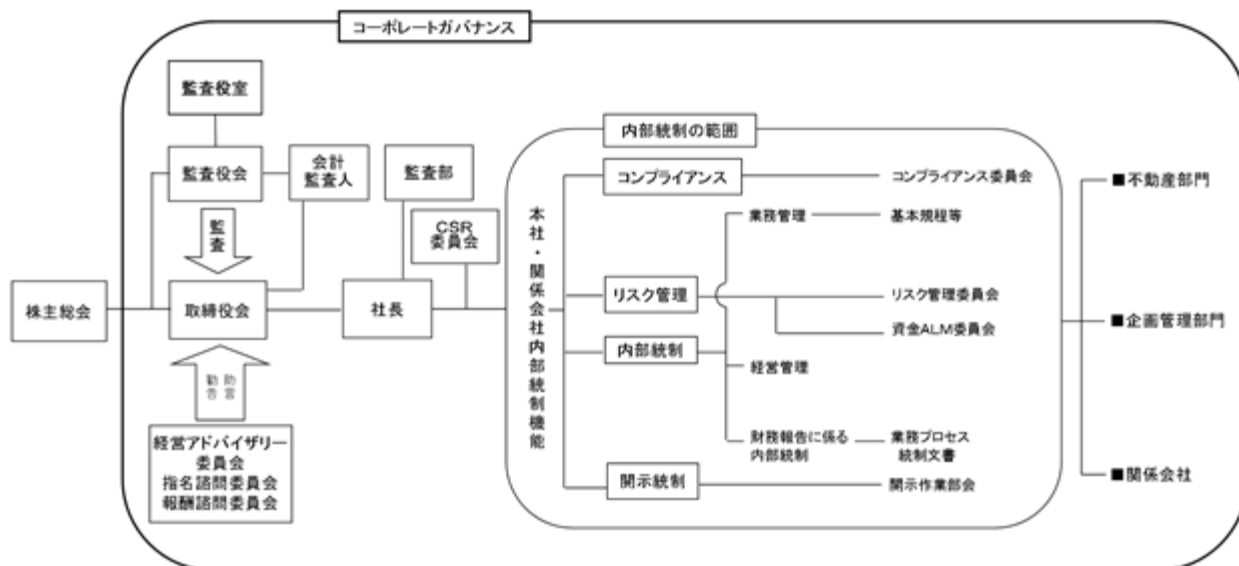 コーポレートガバナンス
監査役室
監査役会
会計
監査人
監査部
CSR
委員会
監査
株主総会
取締役会
社長
勧告
助言
経営アドバイザリー
委員会
指名諮問委員会
報酬諮問委員会
内部統制の範囲
本社・関係会社内部統制機能
コンプライアンス
コンプライアンス委員会
業務管理
基本規程等
リスク管理
リスク管理委員会
資金ALM委員会
内部統制
経営管理
財務報告に係る
内部統制
業務プロセス
統制文書
開示統制
開示作業部会
■不動産部門
■企画管理部門
■関係会社